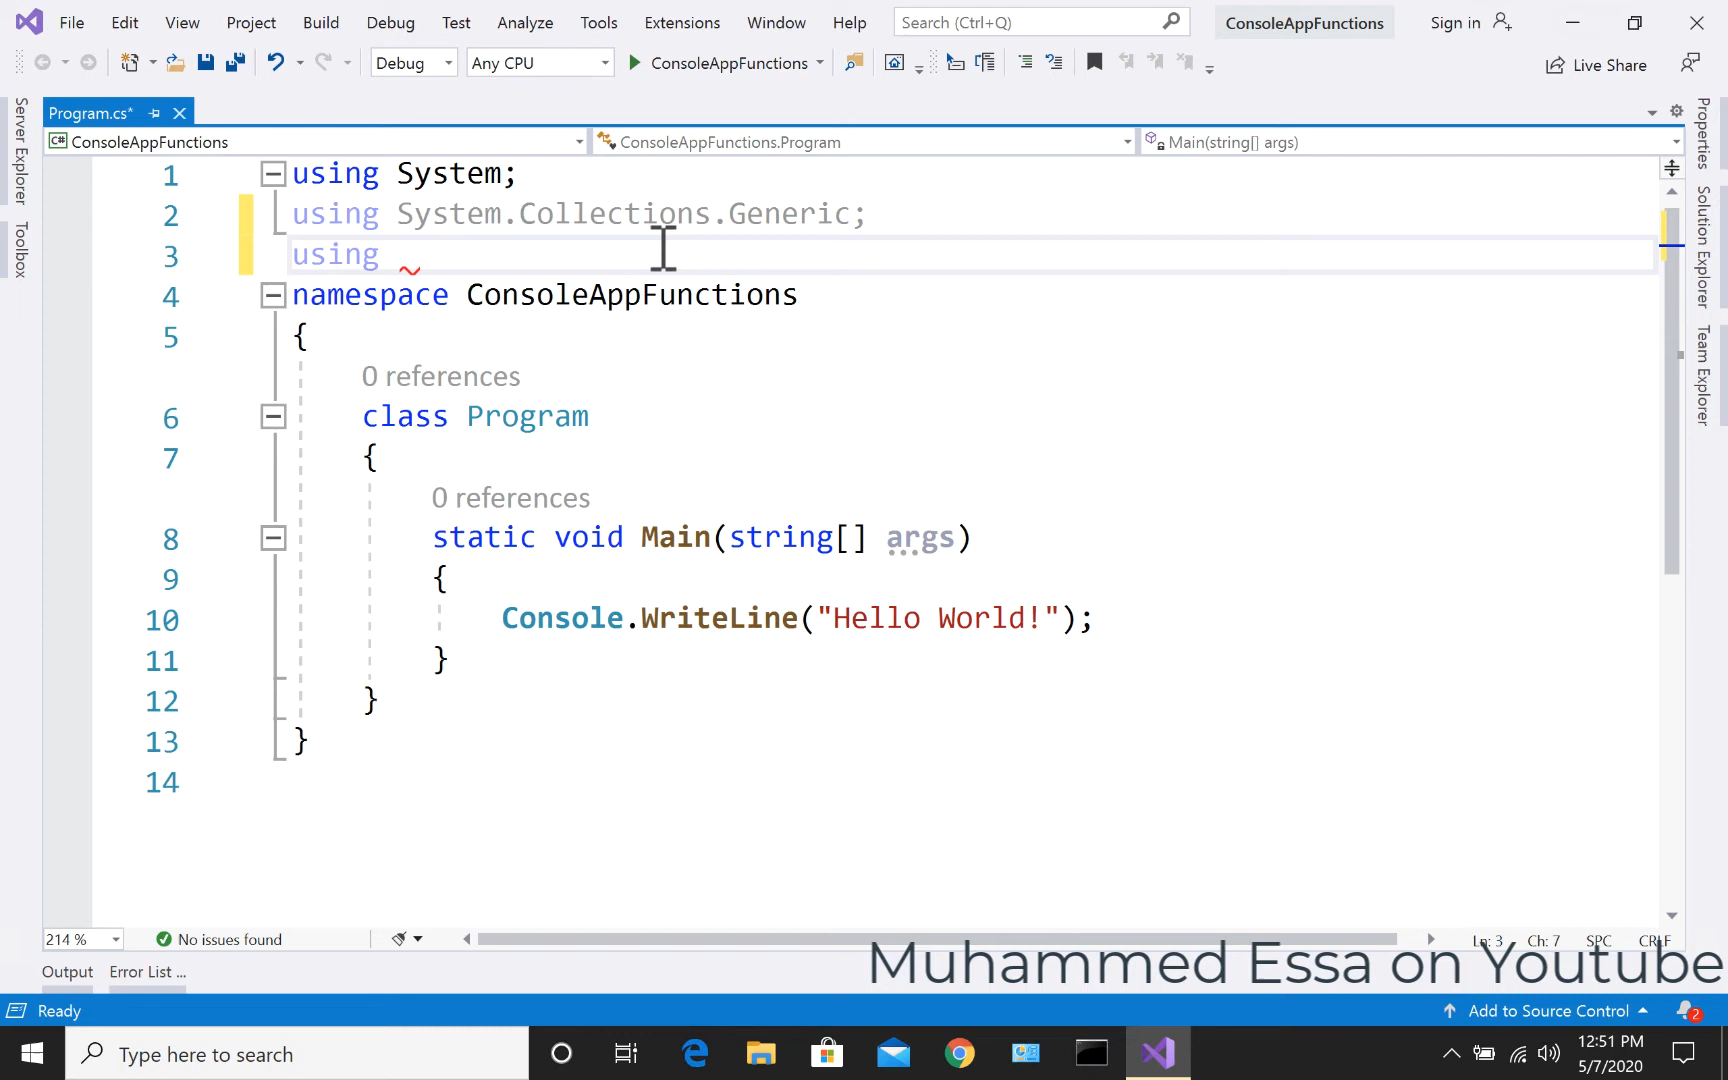 File Edit View Project Build Debug Test Analyze Tools Extensions Window Help Search (Ctrl+Q) ConsoleAppFunctions Sign in
Debug Any CPU ConsoleAppFunctions Live Share
Server Explorer
Toolbox
Program.cs*
C# ConsoleAppFunctions ConsoleAppFunctions.Program Main(string[] args)
1 using System;
2 using System.Collections.Generic;
3 using
4 namespace ConsoleAppFunctions
5 {
0 references
6 class Program
7 {
0 references
8 static void Main(string[] args)
9 {
10 Console.WriteLine("Hello World!");
11 }
12 }
13 }
14
Properties
Solution Explorer
Team Explorer
214 % No issues found Ln: 3 Ch: 7 SPC CRLF
Muhammed Essa on Youtube
Output Error List ...
Ready Add to Source Control 2
Type here to search 12:51 PM
5/7/2020